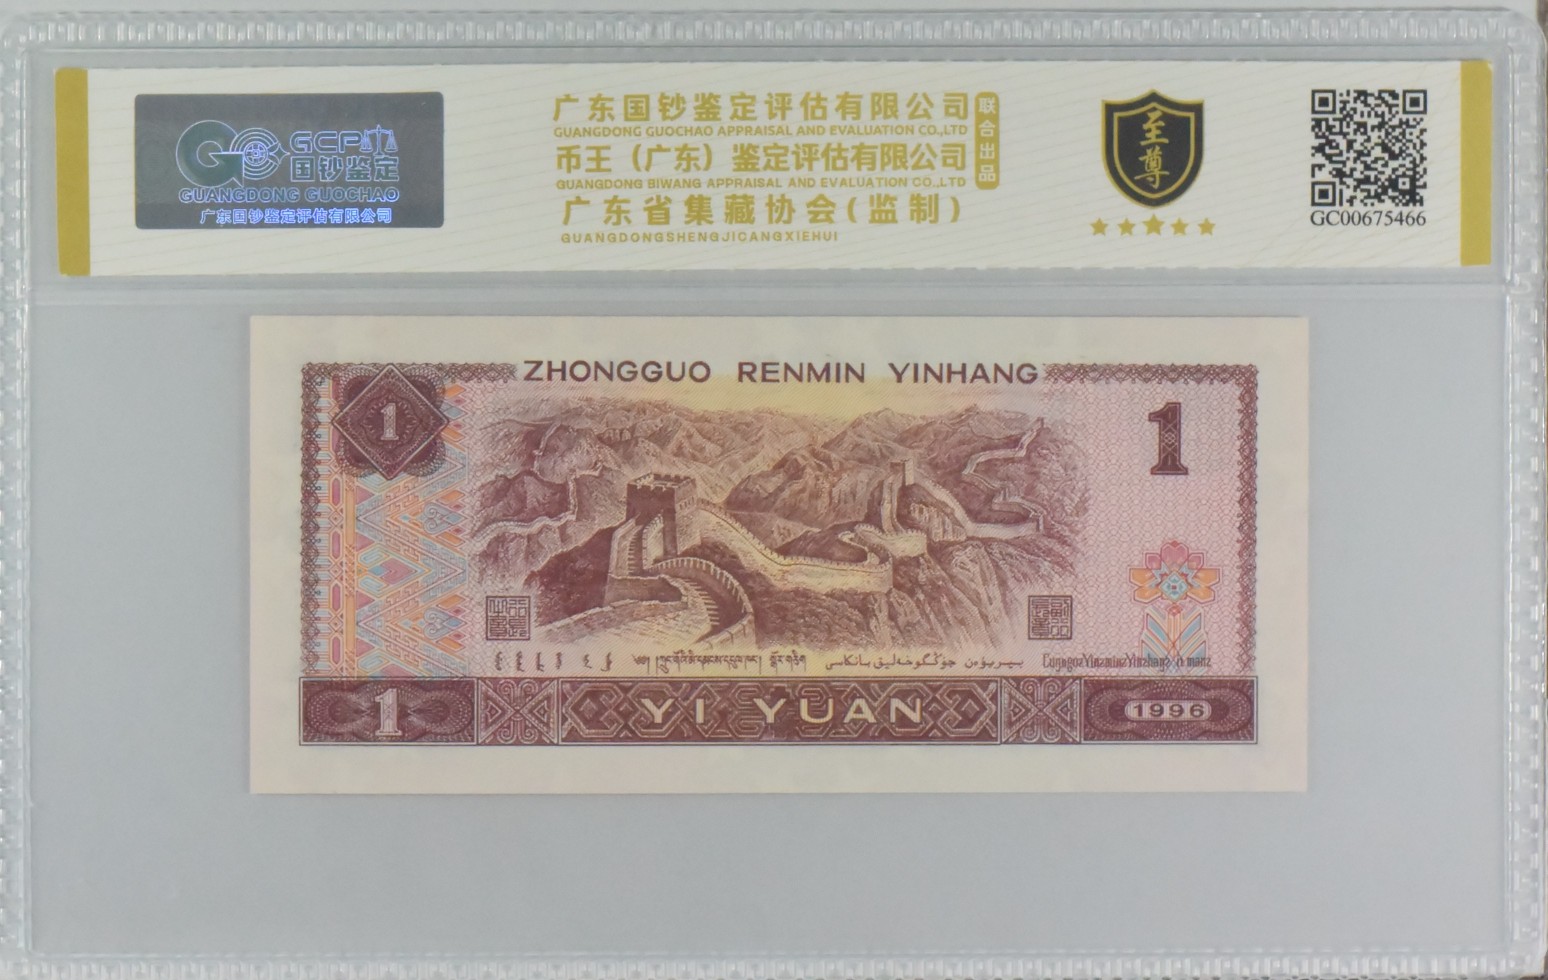 GCP
国钞鉴定
GUANGDONG GUOCHAO
广东国钞鉴定评估有限公司
广东国钞鉴定评估有限公司
GUANGDONG GUOCHAO APPRAISAL AND EVALUATION CO.,LTD
币王（广东）鉴定评估有限公司
GUANGDONG BIWANG APPRAISAL AND EVALUATION CO.,LTD
广东省集藏协会(监制)
GUANGDONGSHENGJICANGXIEHUI
联合出品
至尊
GC00675466
ZHONGGUO RENMIN YINHANG
1
1
1
YI YUAN
1996